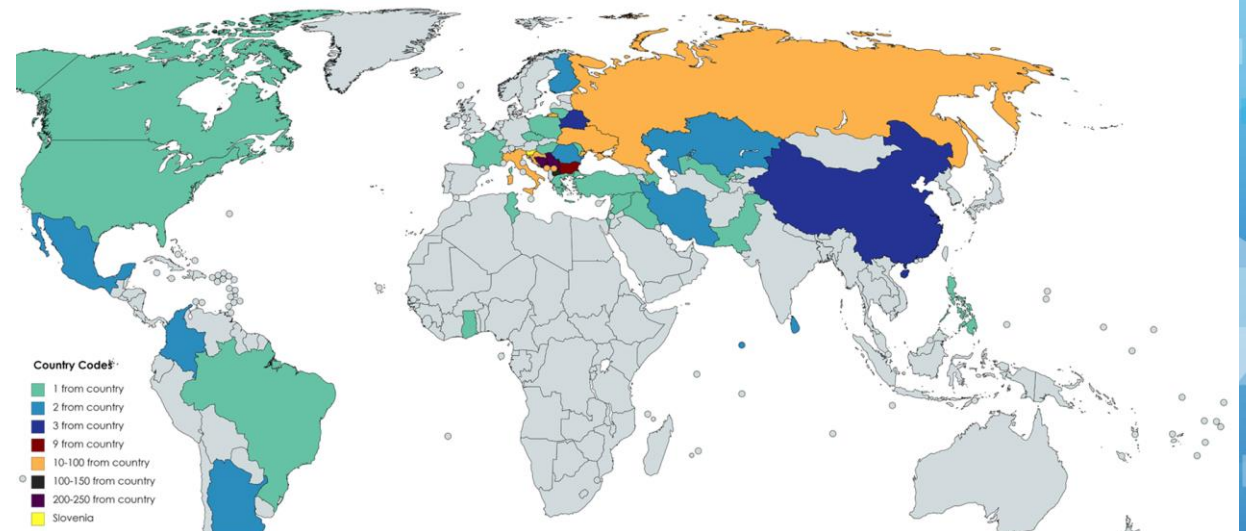 Country Codes
1 from country
2 from country
3 from country
9 from country
10-100 from country
100-150 from country
200-250 from country
Slovenia